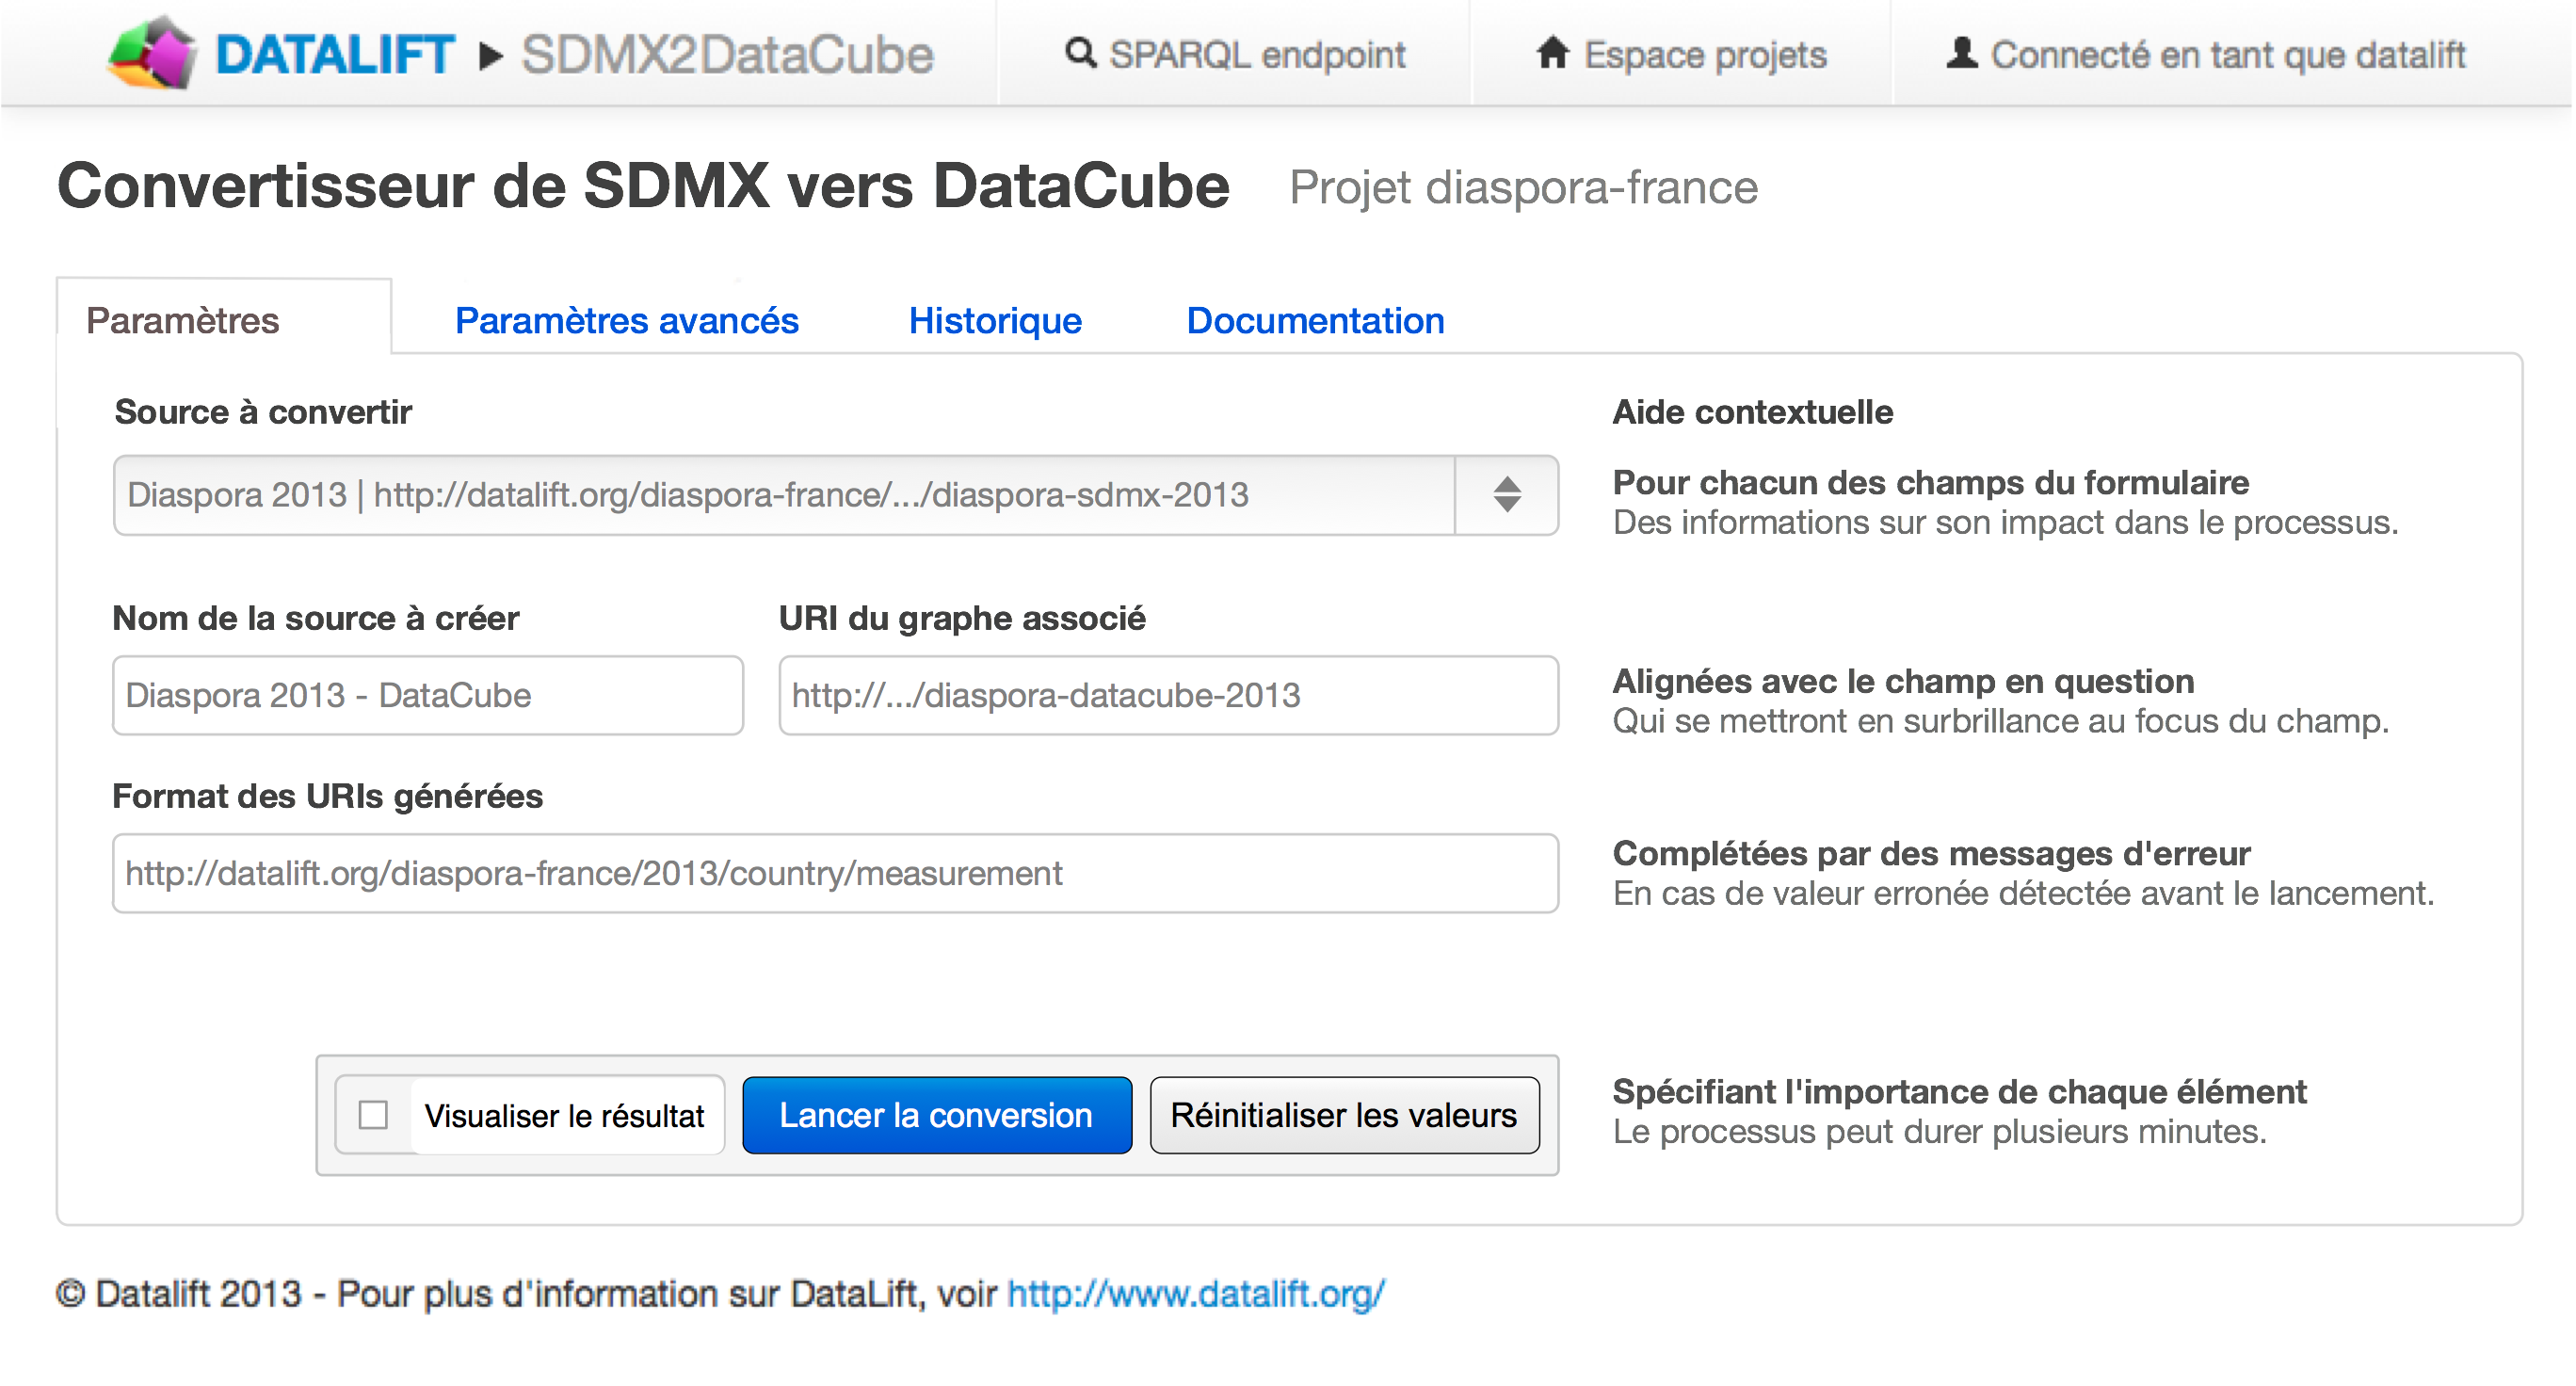 DATALIFT ▶ SDMX2DataCube SPARQL endpoint Espace projets Connecté en tant que datalift
Convertisseur de SDMX vers DataCube Projet diaspora-france
Paramètres Paramètres avancés Historique Documentation
Source à convertir
Diaspora 2013 | http://datalift.org/diaspora-france/.../diaspora-sdmx-2013
Aide contextuelle
Pour chacun des champs du formulaire
Des informations sur son impact dans le processus.
Nom de la source à créer
Diaspora 2013 - DataCube
URI du graphe associé
http://.../diaspora-datacube-2013
Alignées avec le champ en question
Qui se mettront en surbrillance au focus du champ.
Format des URIs générées
http://datalift.org/diaspora-france/2013/country/measurement
Complétées par des messages d'erreur
En cas de valeur erronée détectée avant le lancement.
Visualiser le résultat Lancer la conversion Réinitialiser les valeurs
Spécifiant l'importance de chaque élément
Le processus peut durer plusieurs minutes.
© Datalift 2013 - Pour plus d'information sur DataLift, voir http://www.datalift.org/